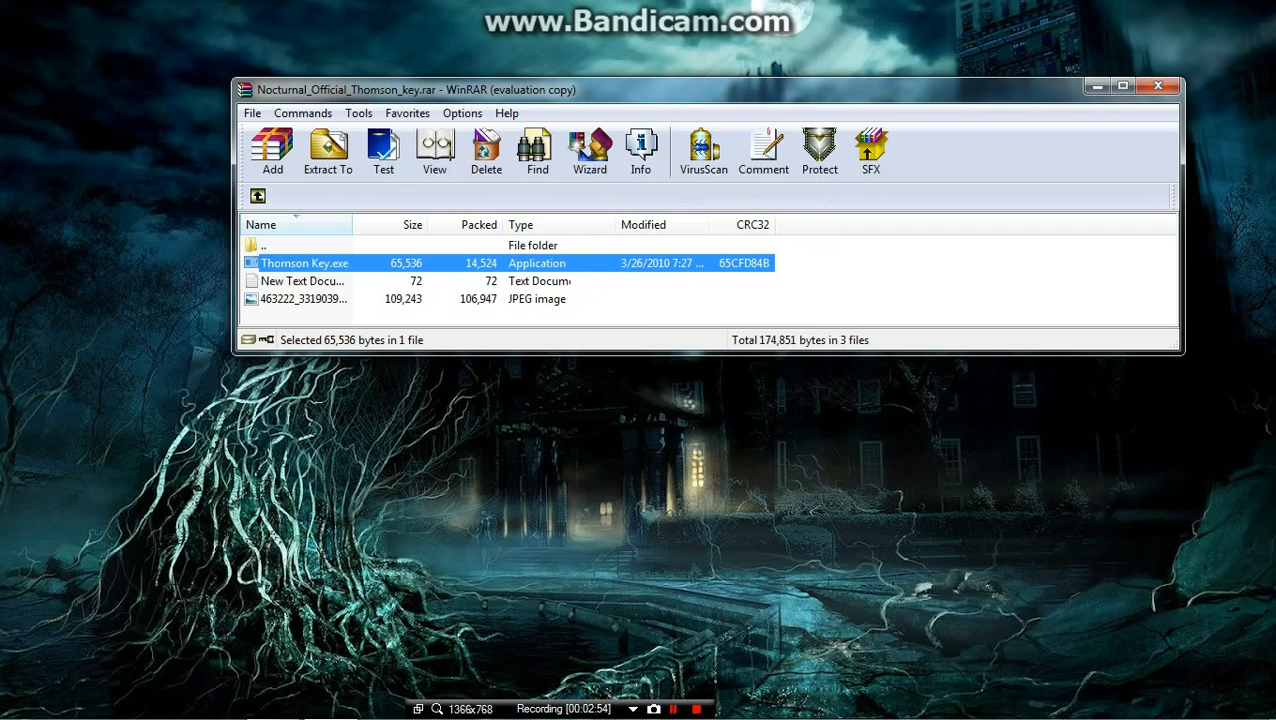 www.Bandicam.com
Nocturnal_Official_Thomson_key.rar - WinRAR (evaluation copy)
File Commands Tools Favorites Options Help
Add Extract To Test View Delete Find Wizard Info VirusScan Comment Protect SFX
Name Size Packed Type Modified CRC32
.. File folder
Thomson Key.exe 65,536 14,524 Application 3/26/2010 7:27 ... 65CFD84B
New Text Docu... 72 72 Text Docum
463222_3319039... 109,243 106,947 JPEG image
Selected 65,536 bytes in 1 file Total 174,851 bytes in 3 files
1366x768 Recording [00:02:54]